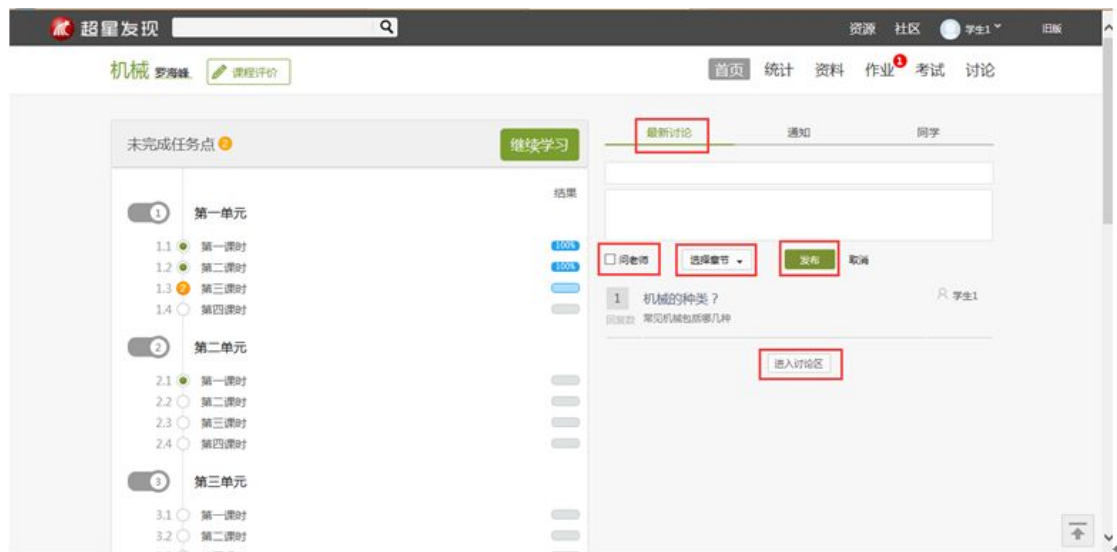 超星发现 资源 社区 学生1 旧版
机械 罗海峰 课程评价 首页 统计 资料 作业 1 考试 讨论
未完成任务点 2 继续学习
结果
1 第一单元
1.1 第一课时 100%
1.2 第二课时 100%
1.3 2 第三课时
1.4 第四课时
2 第二单元
2.1 第一课时
2.2 第二课时
2.3 第三课时
2.4 第四课时
3 第三单元
3.1 第一课时
3.2 第二课时
最新讨论 通知 同学
问老师 选择章节 发布 取消
1 机械的种类？ 学生1
回复数 常见机械包括哪几种
进入讨论区